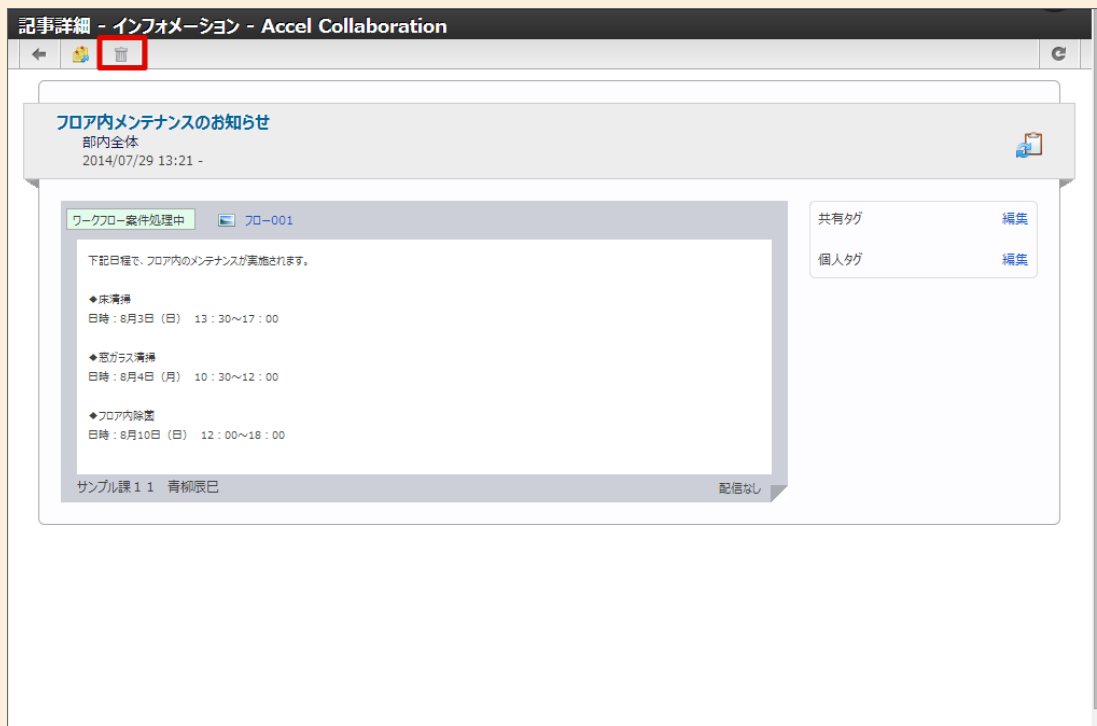 記事詳細 - インフォメーション - Accel Collaboration
フロア内メンテナンスのお知らせ
部内全体
2014/07/29 13:21 -
ワークフロー案件処理中 フロー001
下記日程で、フロア内のメンテナンスが実施されます。
◆床清掃
日時：8月3日（日） 13：30～17：00
◆窓ガラス清掃
日時：8月4日（月） 10：30～12：00
◆フロア内除菌
日時：8月10日（日） 12：00～18：00
サンプル課１１ 青柳辰巳 配信なし
共有タグ 編集
個人タグ 編集